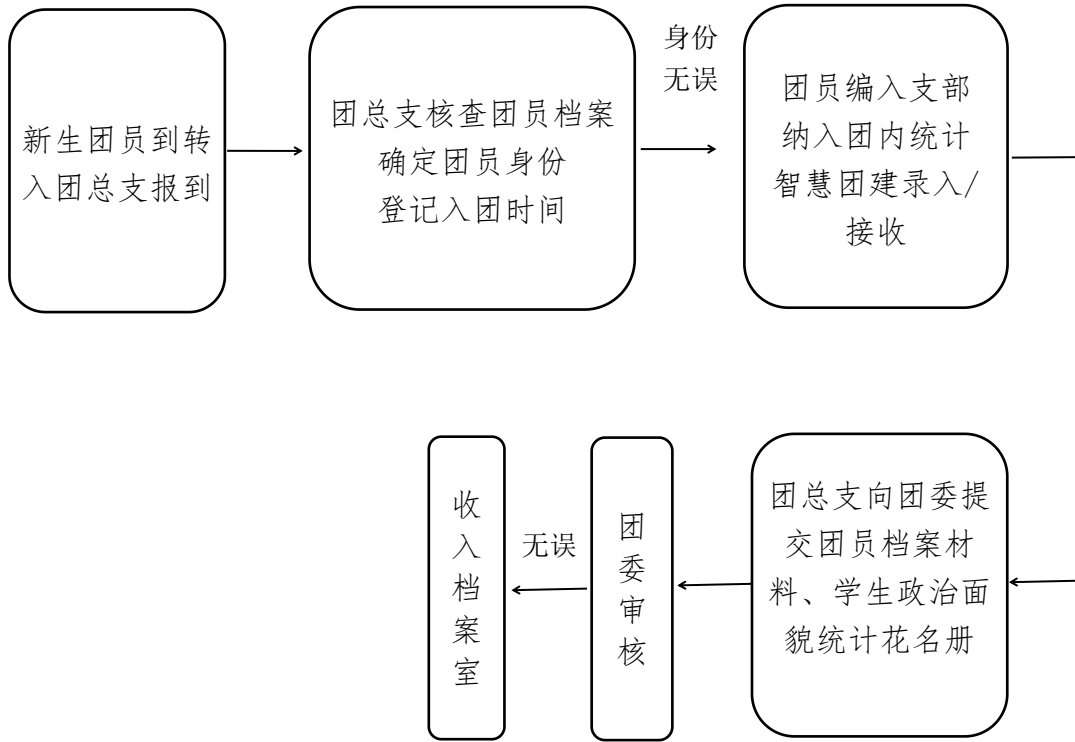 新生团员到转
入团总支报到
团总支核查团员档案
确定团员身份
登记入团时间
身份
无误
团员编入支部
纳入团内统计
智慧团建录入/
接收
团总支向团委提
交团员档案材
料、学生政治面
貌统计花名册
团委审核
无误
收入档案室